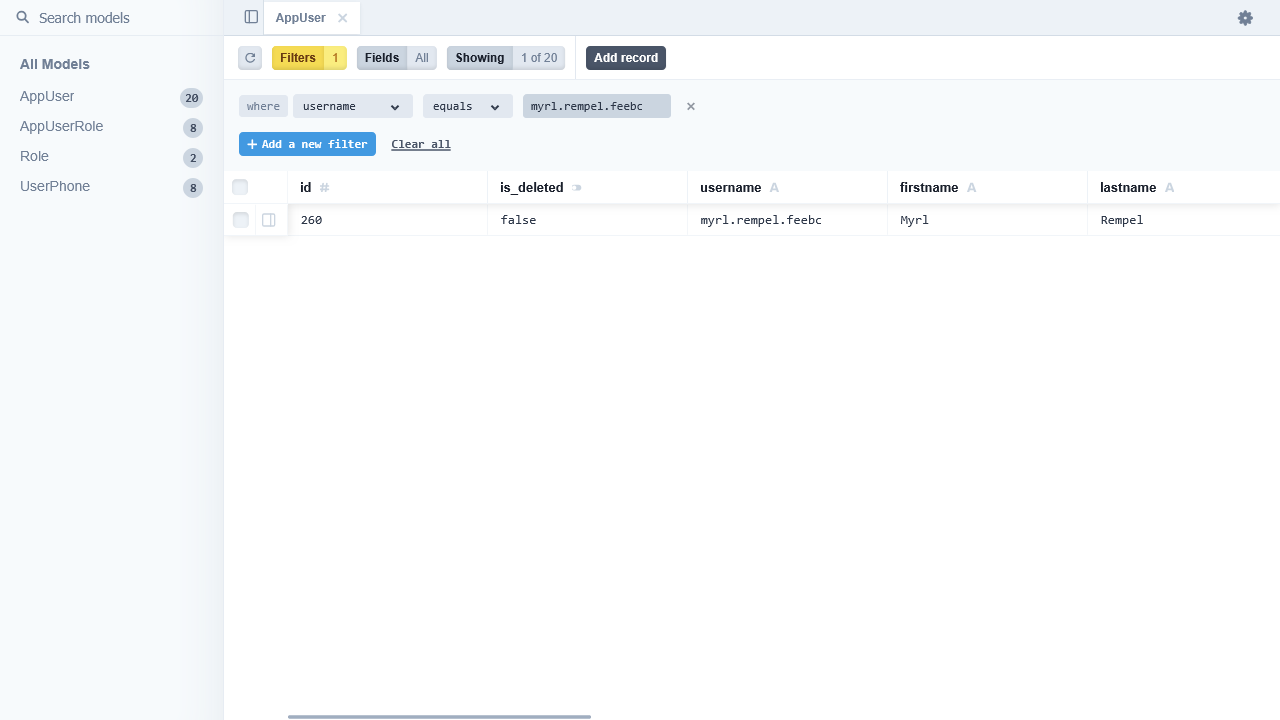 Search models
AppUser
Filters 1 Fields All Showing 1 of 20 Add record
All Models
AppUser 20
AppUserRole 8
Role 2
UserPhone 8
where username equals myrl.rempel.feebc
Add a new filter Clear all
id # is_deleted username A firstname A lastname A
260 false myrl.rempel.feebc Myrl Rempel